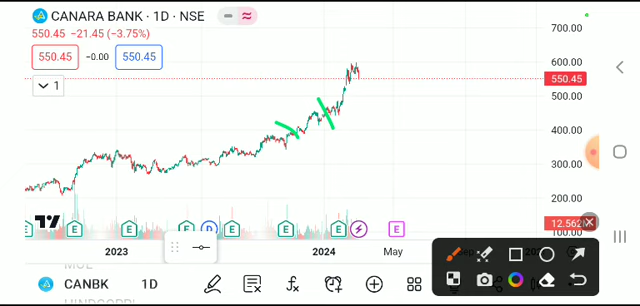 CANARA BANK · 1D · NSE
550.45 −21.45 (−3.75%)
550.45 −0.00 550.45
1
700.00
600.00
550.45
500.00
400.00
300.00
200.00
12.562
100.00
E E E E D E E E E
2023 2024 May Sep
CANBK 1D